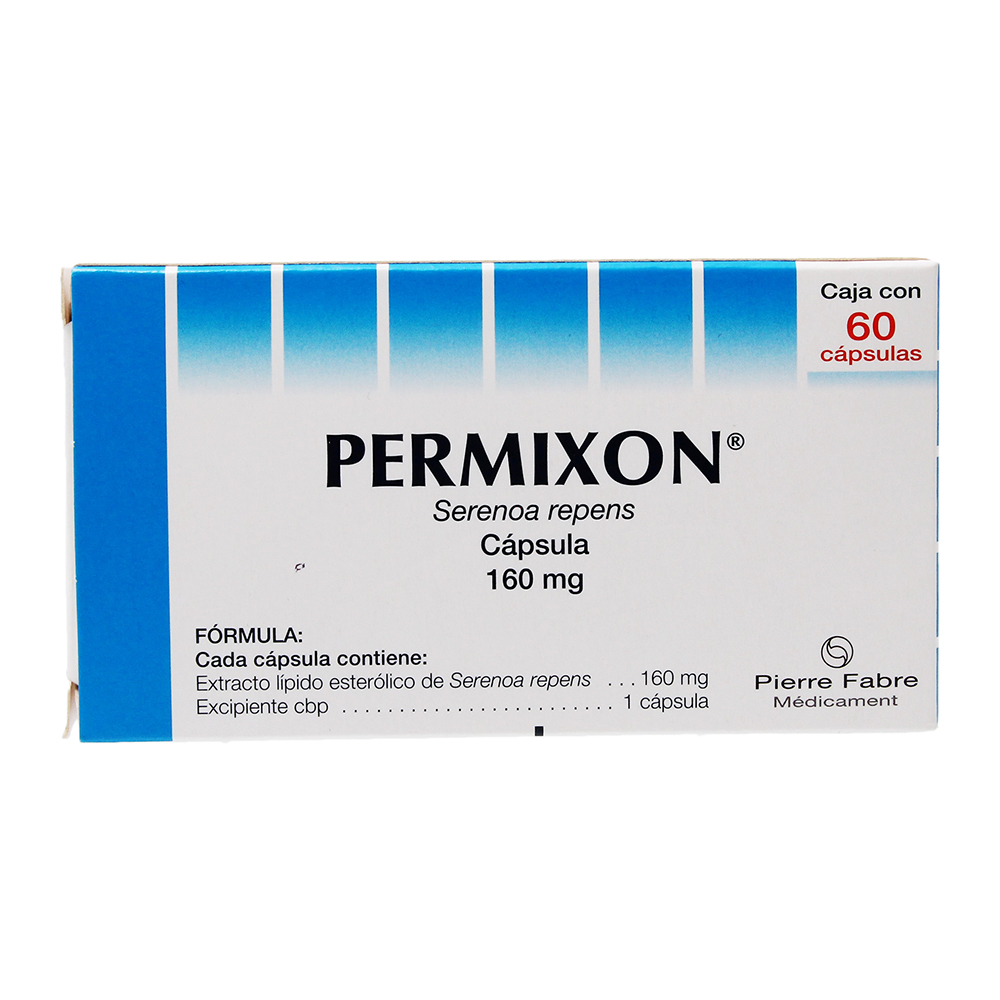 Caja con
60
cápsulas
PERMIXON®
Serenoa repens
Cápsula
160 mg
FÓRMULA:
Cada cápsula contiene:
Extracto lípido esterólico de Serenoa repens ... 160 mg
Excipiente cbp ........................ 1 cápsula
Pierre Fabre
Médicament